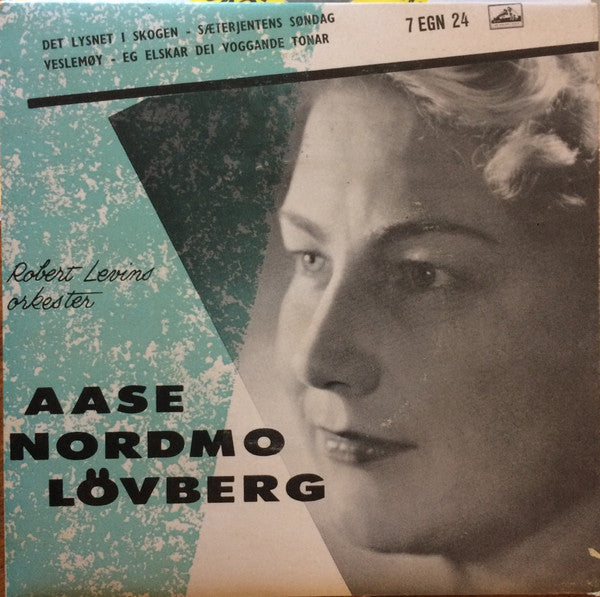 DET LYSNET I SKOGEN - SÆTERJENTENS SØNDAG
VESLEMØY - EG ELSKAR DEI VOGGANDE TONAR
7 EGN 24
Robert Levins
orkester
AASE
NORDMO
LÖVBERG